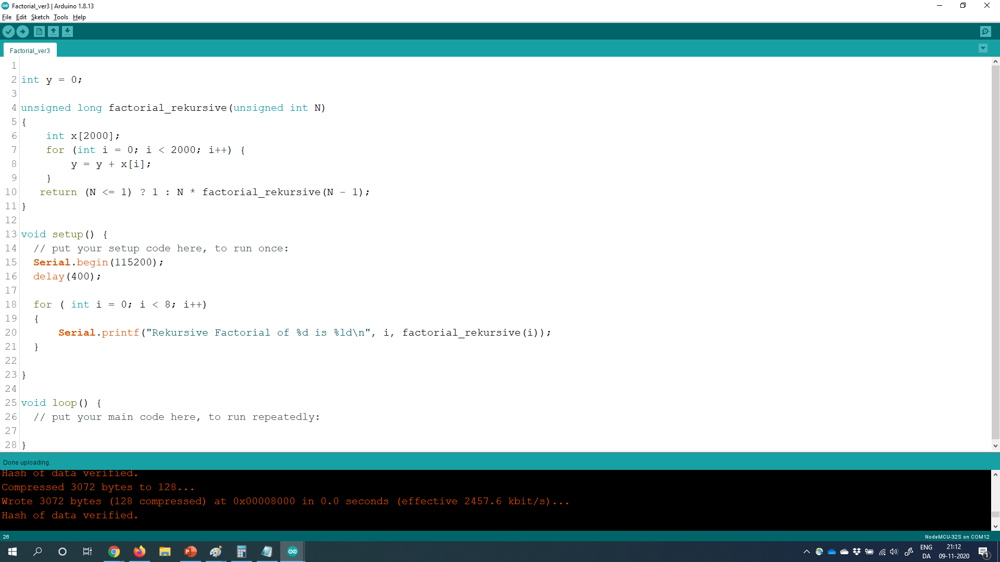 Factorial_ver3 | Arduino 1.8.13
File Edit Sketch Tools Help
Factorial_ver3
1
2 int y = 0;
3
4 unsigned long factorial_rekursive(unsigned int N)
5 {
6     int x[2000];
7     for (int i = 0; i < 2000; i++) {
8         y = y + x[i];
9     }
10    return (N <= 1) ? 1 : N * factorial_rekursive(N - 1);
11 }
12
13 void setup() {
14   // put your setup code here, to run once:
15   Serial.begin(115200);
16   delay(400);
17
18   for ( int i = 0; i < 8; i++)
19   {
20       Serial.printf("Rekursive Factorial of %d is %ld\n", i, factorial_rekursive(i));
21   }
22
23 }
24
25 void loop() {
26   // put your main code here, to run repeatedly:
27
28 }
Done uploading.
Hash of data verified.
Compressed 3072 bytes to 128...
Wrote 3072 bytes (128 compressed) at 0x00008000 in 0.0 seconds (effective 2457.6 kbit/s)...
Hash of data verified.
26 NodeMCU-32S on COM12
ENG 21:12
DA 09-11-2020 1